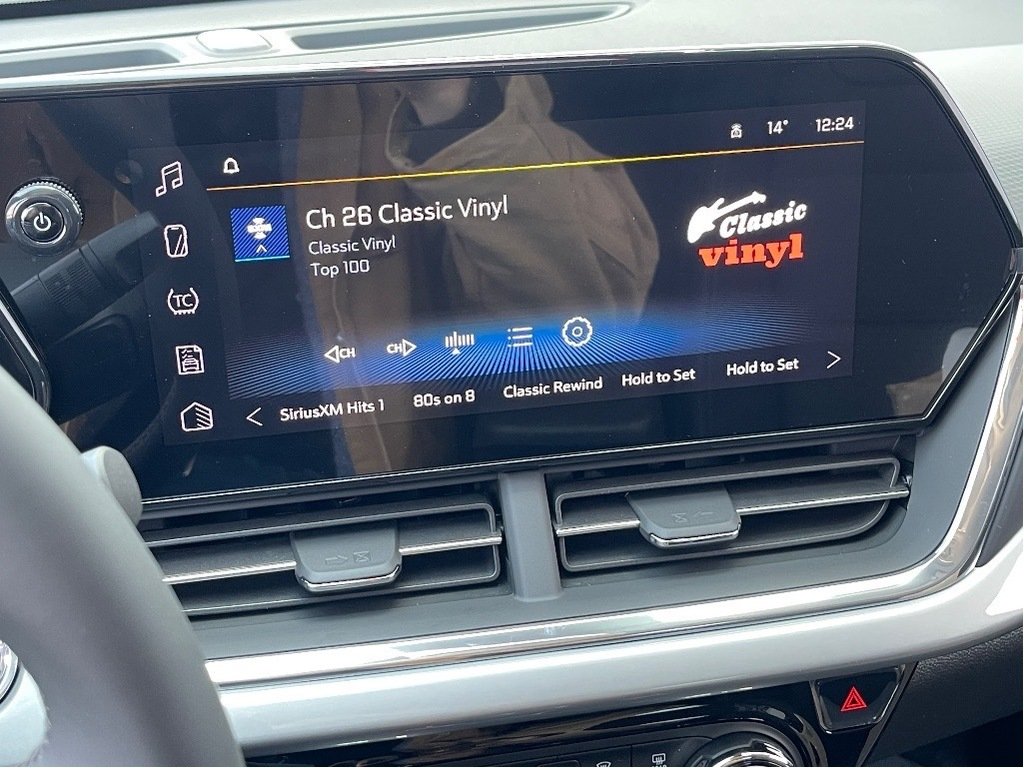 14° 12:24
Ch 26 Classic Vinyl
Classic Vinyl
Top 100
Classic
vinyl
TC
CH CH
SiriusXM Hits 1 80s on 8 Classic Rewind Hold to Set Hold to Set